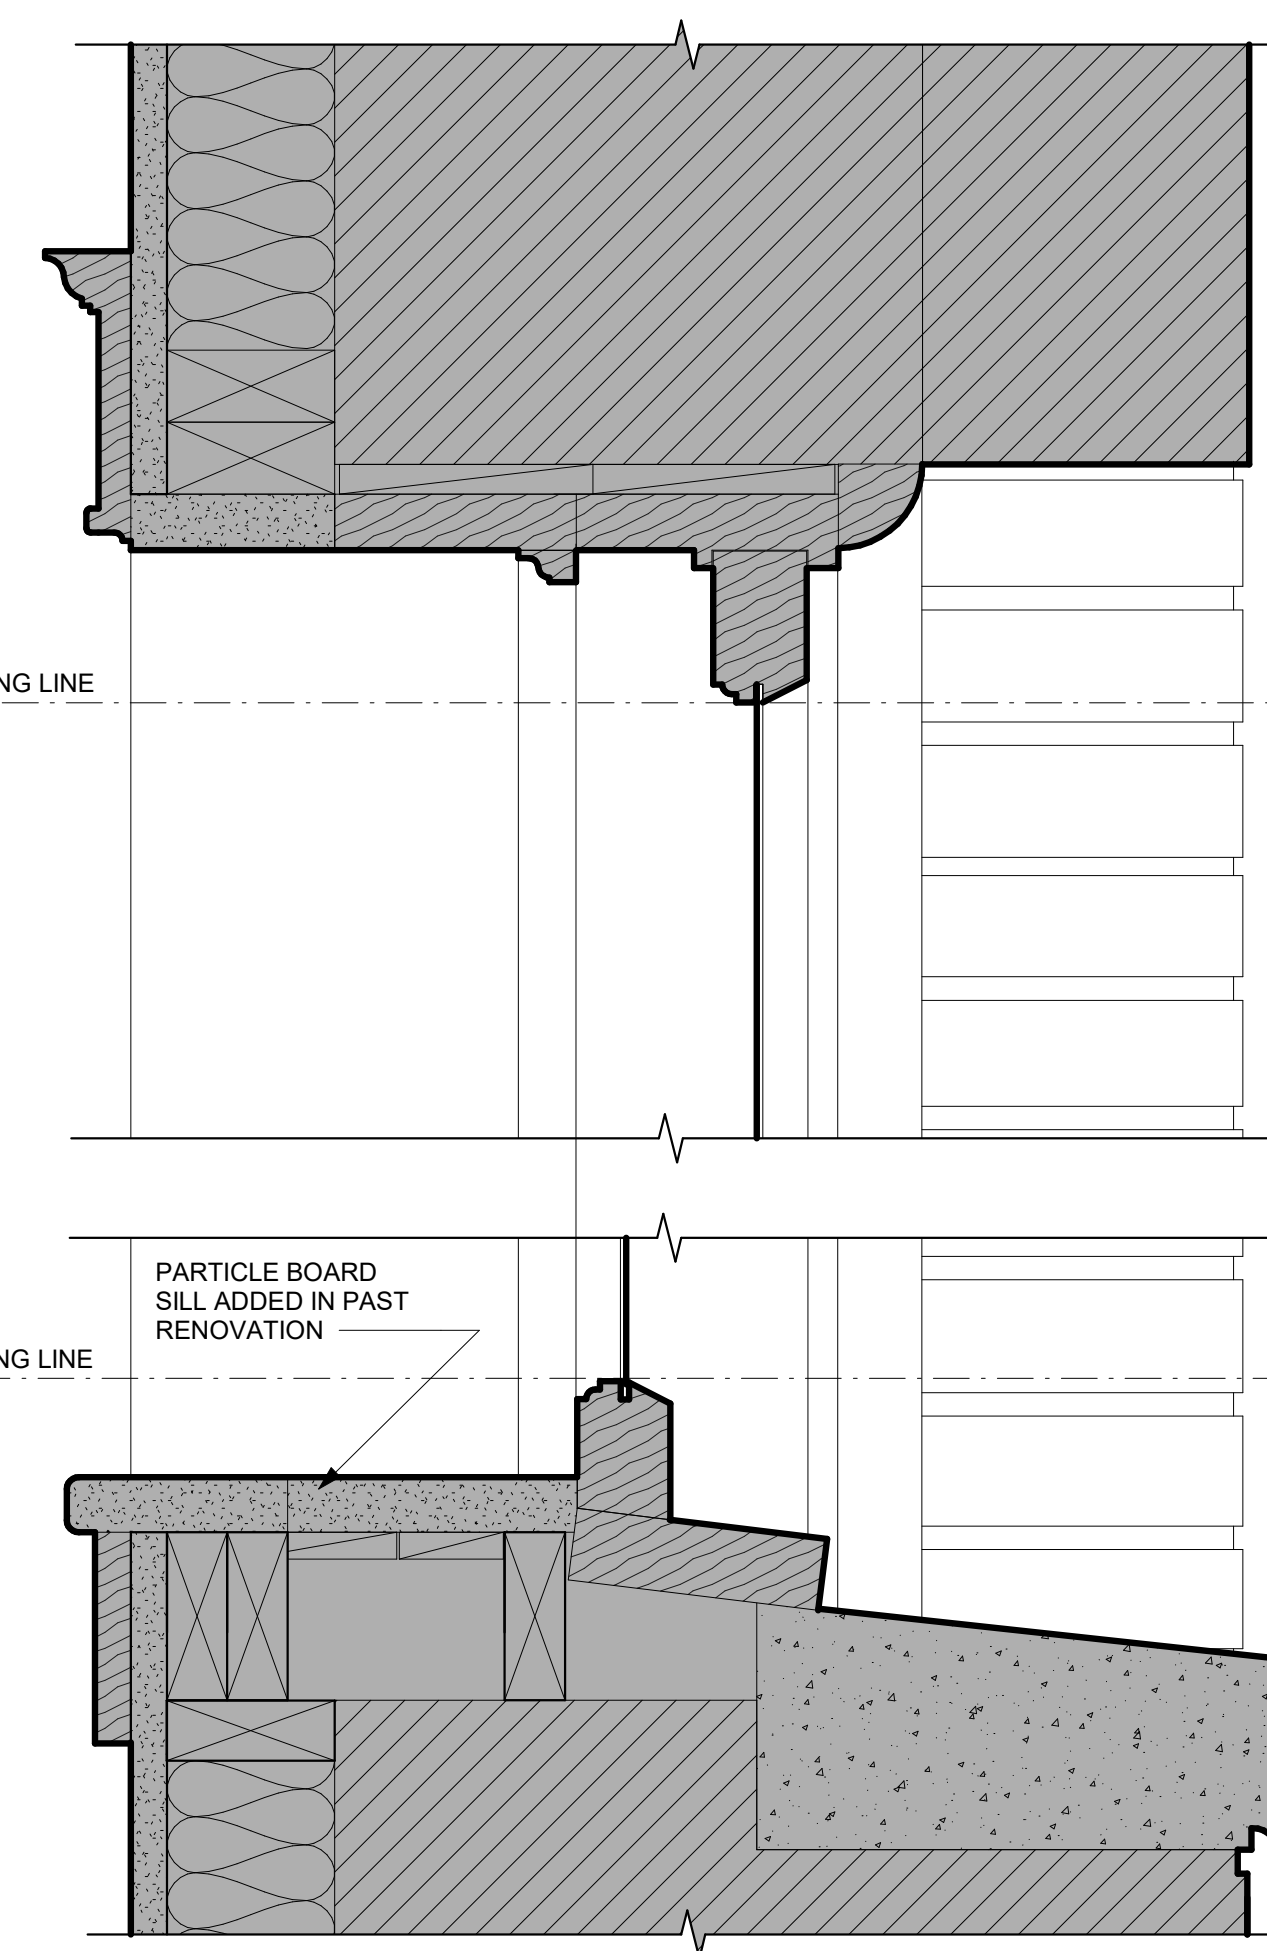 NG LINE
PARTICLE BOARD
SILL ADDED IN PAST
RENOVATION
NG LINE